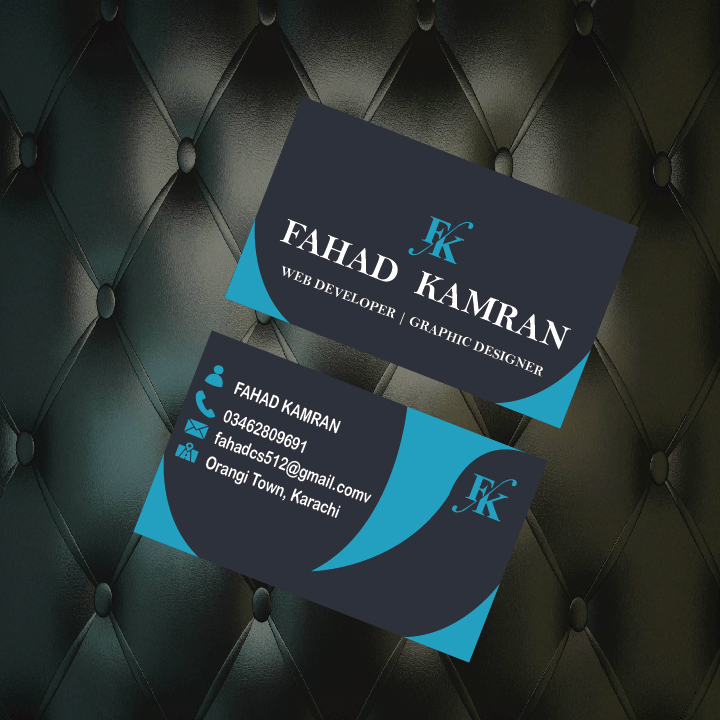 FK
FAHAD KAMRAN
WEB DEVELOPER | GRAPHIC DESIGNER
FAHAD KAMRAN
03462809691
fahadcs512@gmail.comv
Orangi Town, Karachi
FK